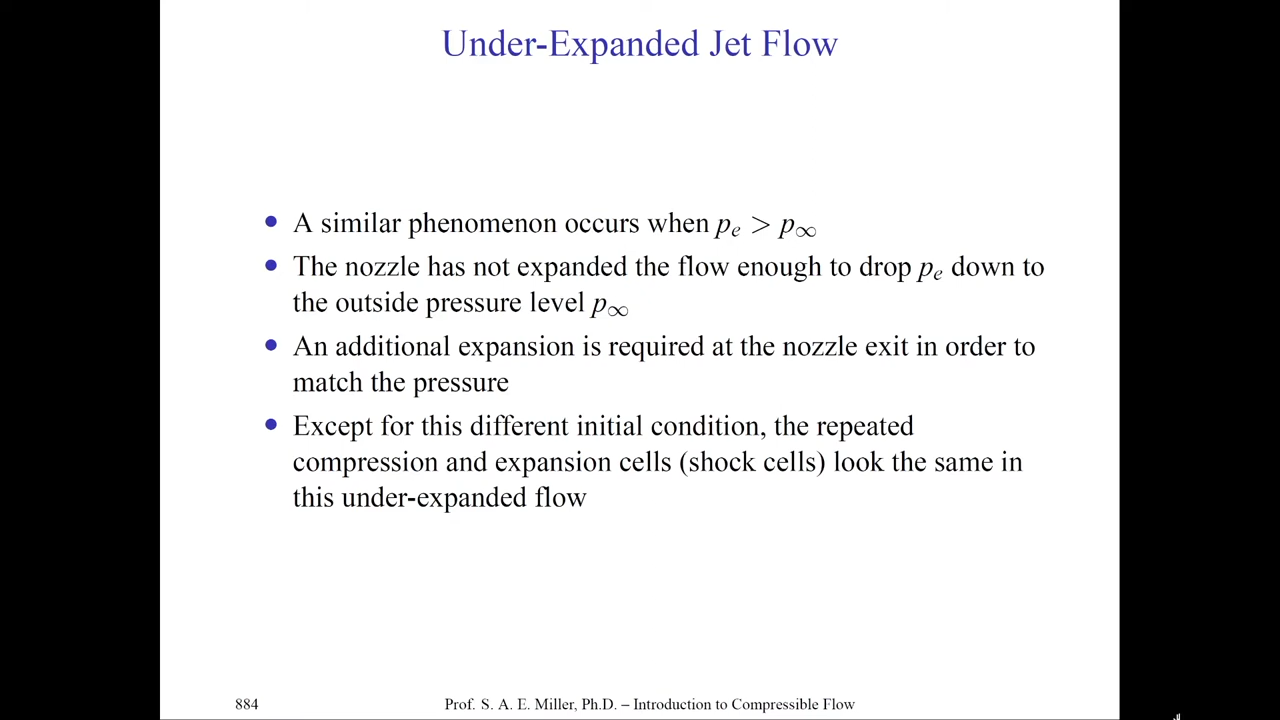 Under-Expanded Jet Flow
• A similar phenomenon occurs when pₑ > p∞
• The nozzle has not expanded the flow enough to drop pₑ down to
the outside pressure level p∞
• An additional expansion is required at the nozzle exit in order to
match the pressure
• Except for this different initial condition, the repeated
compression and expansion cells (shock cells) look the same in
this under-expanded flow
884 Prof. S. A. E. Miller, Ph.D. – Introduction to Compressible Flow